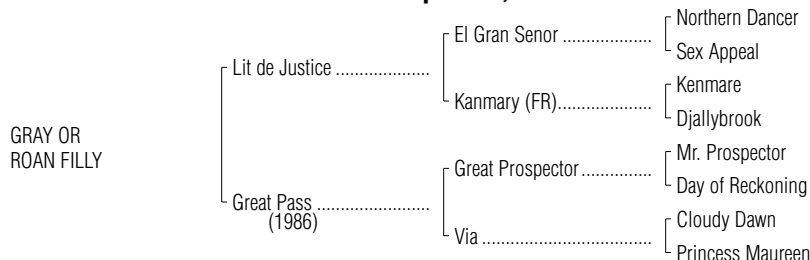 El Gran Senor ....................
Northern Dancer
Sex Appeal
Lit de Justice .....................
Kanmary (FR)....................
Kenmare
Djallybrook
GRAY OR
ROAN FILLY
Great Prospector ...............
Mr. Prospector
Day of Reckoning
Great Pass .........................
(1986)
Via .....................................
Cloudy Dawn
Princess Maureen